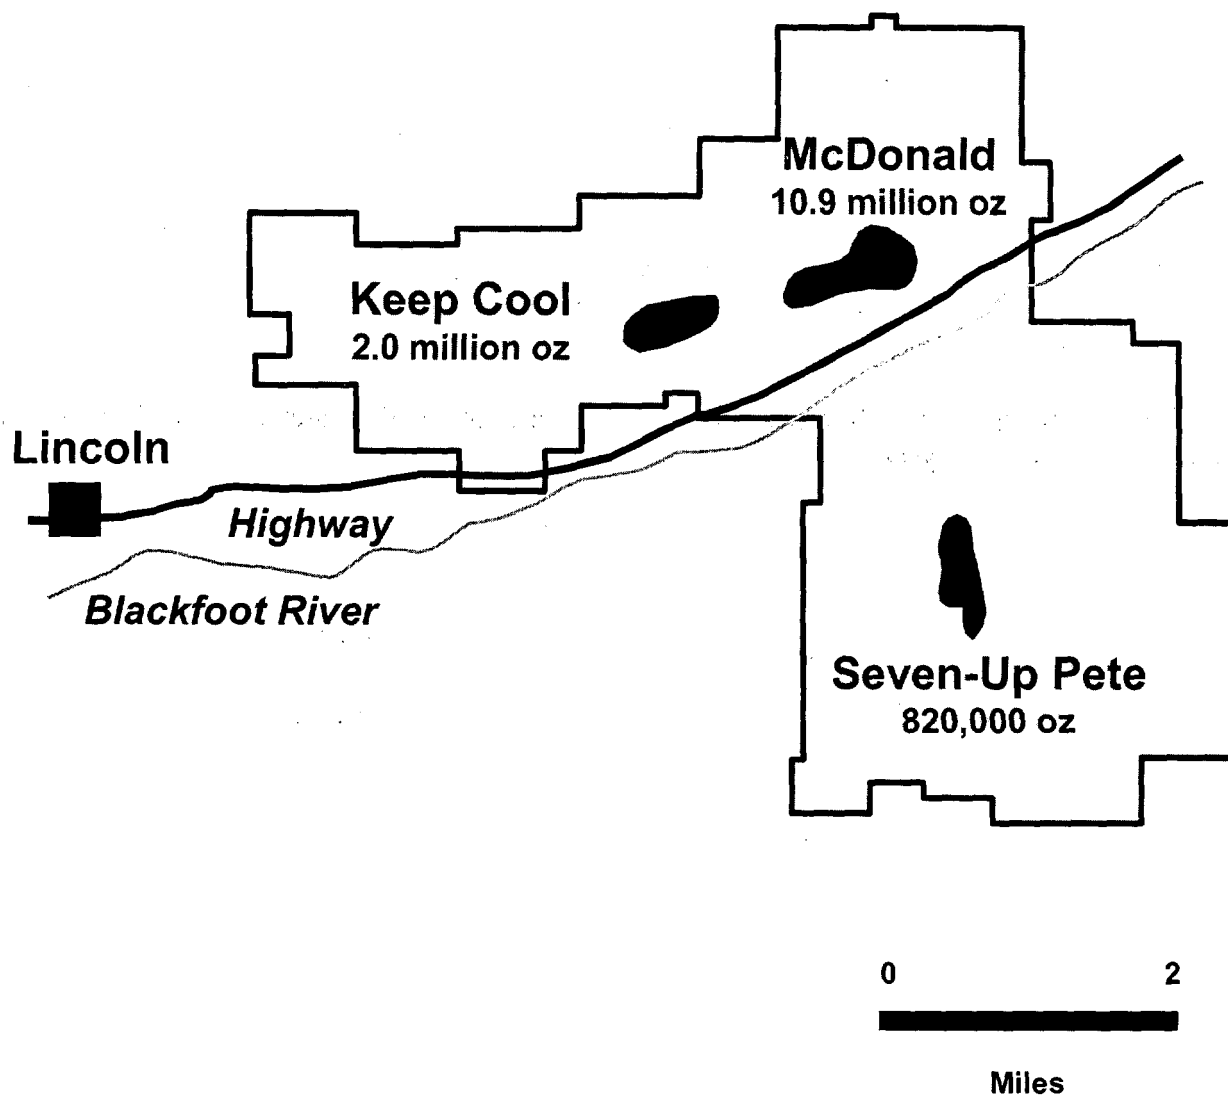 McDonald
10.9 million oz
Keep Cool
2.0 million oz
Lincoln
Highway
Blackfoot River
Seven-Up Pete
820,000 oz
0 2
Miles